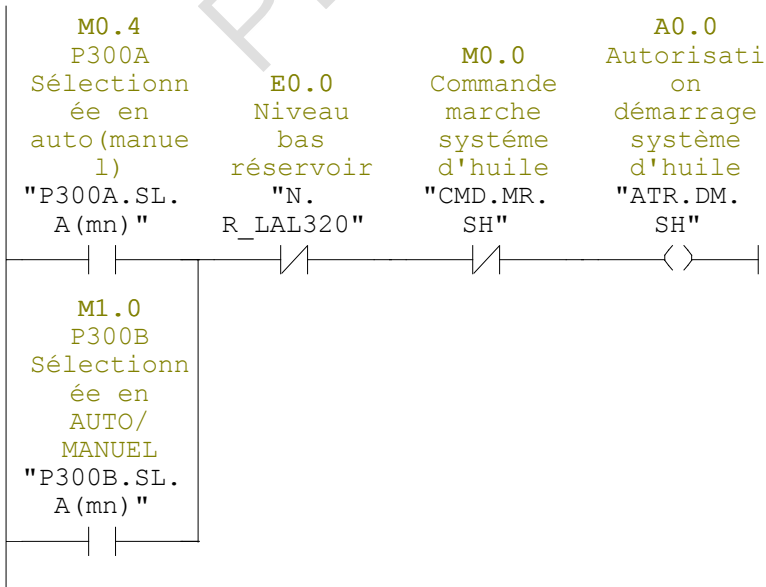 M0.4
P300A
Sélectionn
ée en
auto(manue
l)
"P300A.SL.
A(mn)"
E0.0
Niveau
bas
réservoir
"N.
R_LAL320"
M0.0
Commande
marche
systéme
d'huile
"CMD.MR.
SH"
A0.0
Autorisati
on
démarrage
système
d'huile
"ATR.DM.
SH"
M1.0
P300B
Sélectionn
ée en
AUTO/
MANUEL
"P300B.SL.
A(mn)"